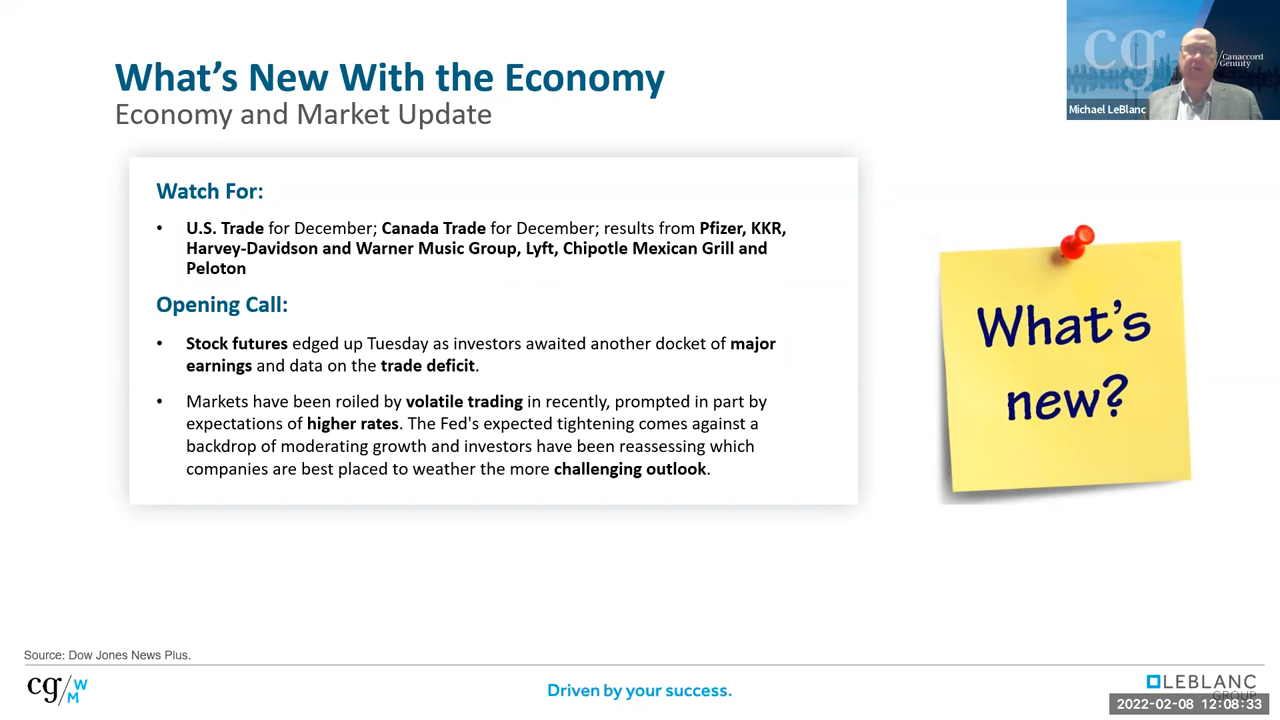 What's New With the Economy
Economy and Market Update
cg
/Canaccord
Genuity
Michael LeBlanc
Watch For:
• U.S. Trade for December; Canada Trade for December; results from Pfizer, KKR,
Harvey-Davidson and Warner Music Group, Lyft, Chipotle Mexican Grill and
Peloton
Opening Call:
• Stock futures edged up Tuesday as investors awaited another docket of major
earnings and data on the trade deficit.
• Markets have been roiled by volatile trading in recently, prompted in part by
expectations of higher rates. The Fed's expected tightening comes against a
backdrop of moderating growth and investors have been reassessing which
companies are best placed to weather the more challenging outlook.
What's
new?
Source: Dow Jones News Plus.
cg/WM
Driven by your success.
LEBLANC
GROUP
2022-02-08 12:08:33